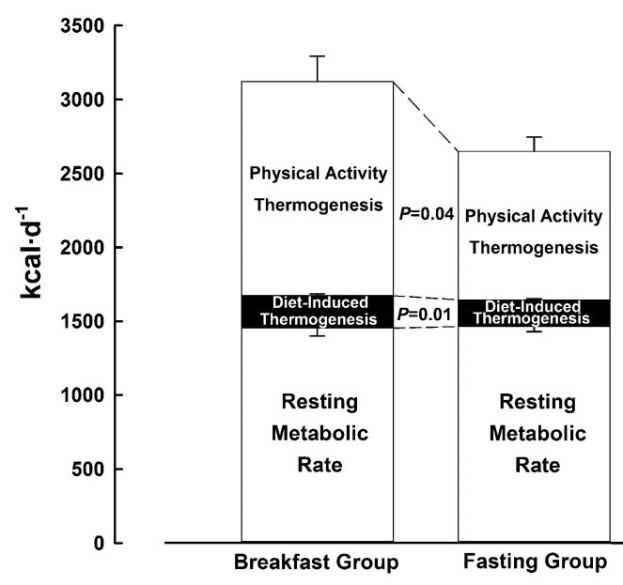 kcal·d⁻¹
3500
3000
2500
2000
1500
1000
500
0
Physical Activity
Thermogenesis
Diet-Induced
Thermogenesis
Resting
Metabolic
Rate
P=0.04
P=0.01
Physical Activity
Thermogenesis
Diet-Induced
Thermogenesis
Resting
Metabolic
Rate
Breakfast Group
Fasting Group